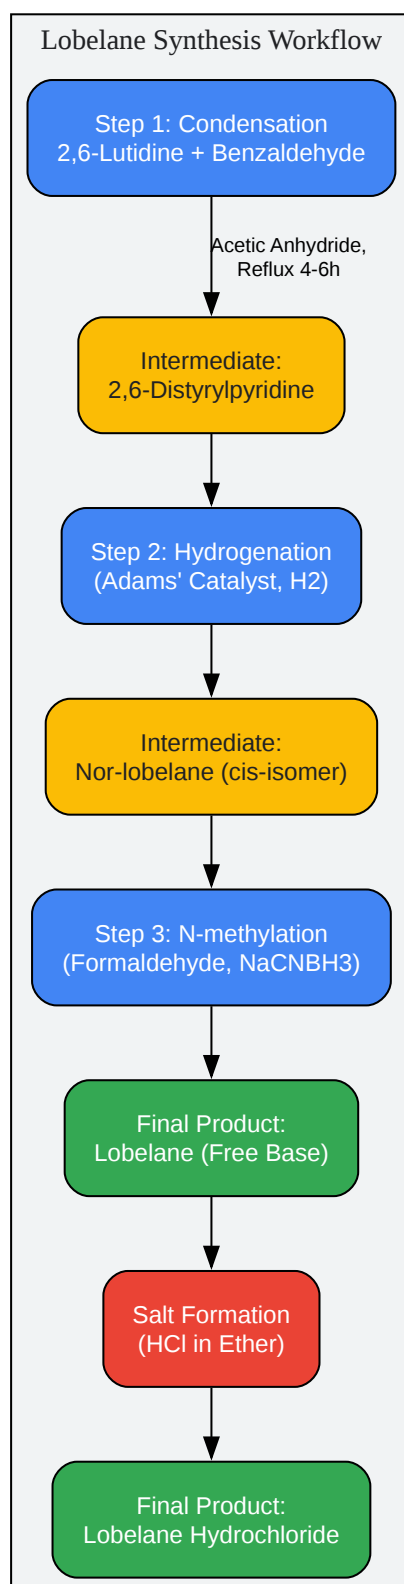 Lobelane Synthesis Workflow
Step 1: Condensation
2,6-Lutidine + Benzaldehyde
Acetic Anhydride,
Reflux 4-6h
Intermediate:
2,6-Distyrylpyridine
Step 2: Hydrogenation
(Adams' Catalyst, H2)
Intermediate:
Nor-lobelane (cis-isomer)
Step 3: N-methylation
(Formaldehyde, NaCNBH3)
Final Product:
Lobelane (Free Base)
Salt Formation
(HCl in Ether)
Final Product:
Lobelane Hydrochloride